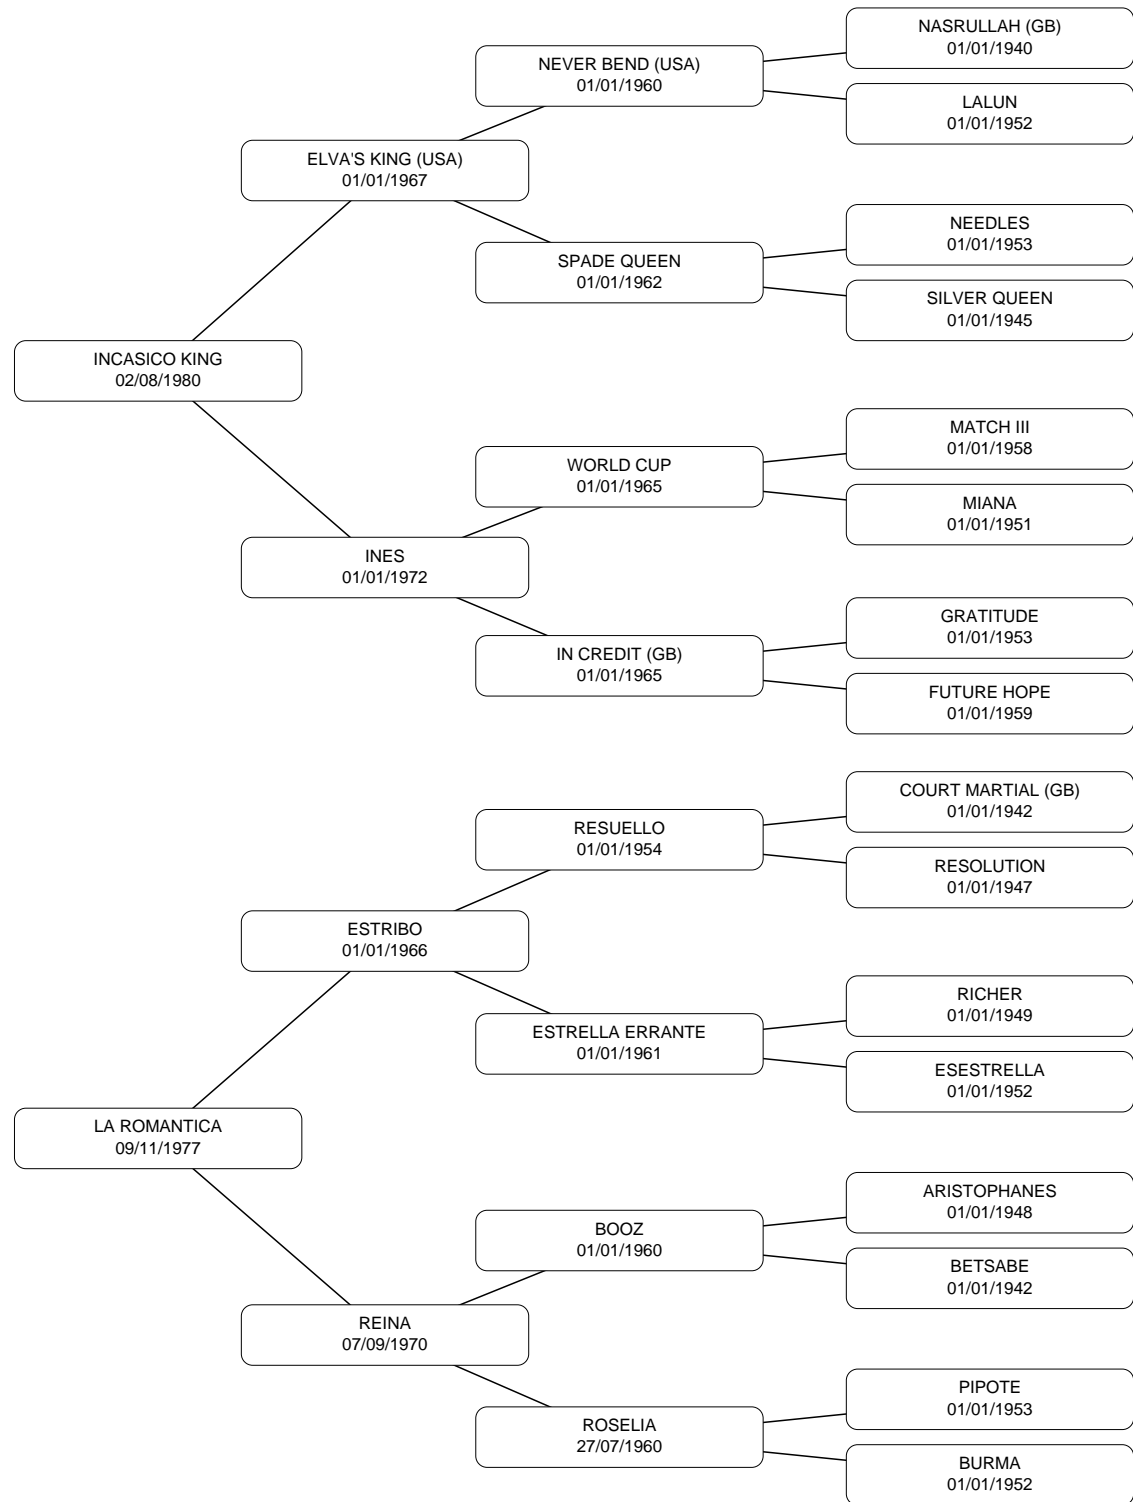 NASRULLAH (GB)
01/01/1940
NEVER BEND (USA)
01/01/1960
LALUN
01/01/1952
ELVA'S KING (USA)
01/01/1967
NEEDLES
01/01/1953
SPADE QUEEN
01/01/1962
SILVER QUEEN
01/01/1945
INCASICO KING
02/08/1980
MATCH III
01/01/1958
WORLD CUP
01/01/1965
MIANA
01/01/1951
INES
01/01/1972
GRATITUDE
01/01/1953
IN CREDIT (GB)
01/01/1965
FUTURE HOPE
01/01/1959
COURT MARTIAL (GB)
01/01/1942
RESUELLO
01/01/1954
RESOLUTION
01/01/1947
ESTRIBO
01/01/1966
RICHER
01/01/1949
ESTRELLA ERRANTE
01/01/1961
ESESTRELLA
01/01/1952
LA ROMANTICA
09/11/1977
ARISTOPHANES
01/01/1948
BOOZ
01/01/1960
BETSABE
01/01/1942
REINA
07/09/1970
PIPOTE
01/01/1953
ROSELIA
27/07/1960
BURMA
01/01/1952